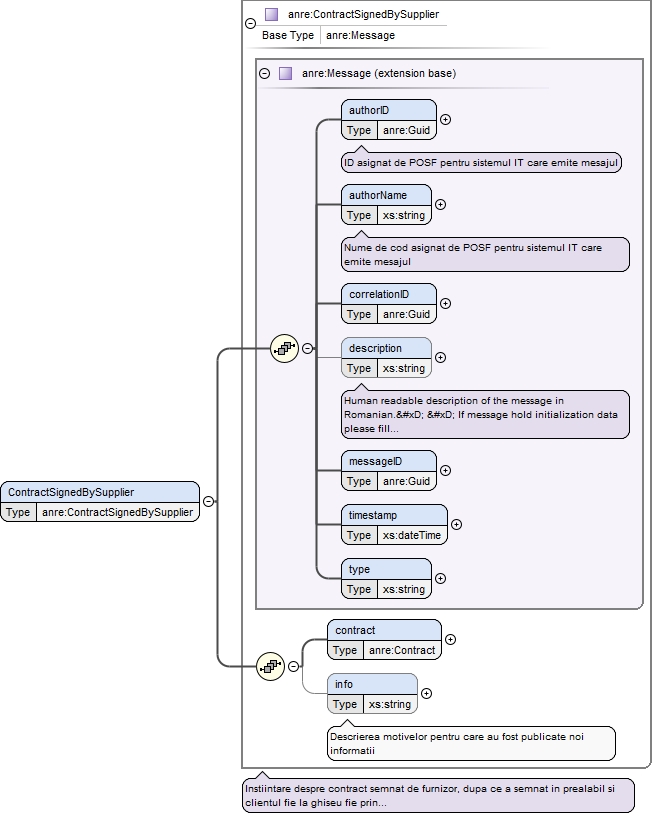 anre:ContractSignedBySupplier
Base Type anre:Message
anre:Message (extension base)
authorID
Type anre:Guid
ID asignat de POSF pentru sistemul IT care emite mesajul
authorName
Type xs:string
Nume de cod asignat de POSF pentru sistemul IT care
emite mesajul
correlationID
Type anre:Guid
description
Type xs:string
Human readable description of the message in
Romanian.&#xD; &#xD; If message hold initialization data
please fill...
messageID
Type anre:Guid
timestamp
Type xs:dateTime
type
Type xs:string
ContractSignedBySupplier
Type anre:ContractSignedBySupplier
contract
Type anre:Contract
info
Type xs:string
Descrierea motivelor pentru care au fost publicate noi
informatii
Instiintare despre contract semnat de furnizor, dupa ce a semnat in prealabil si
clientul fie la ghiseu fie prin...